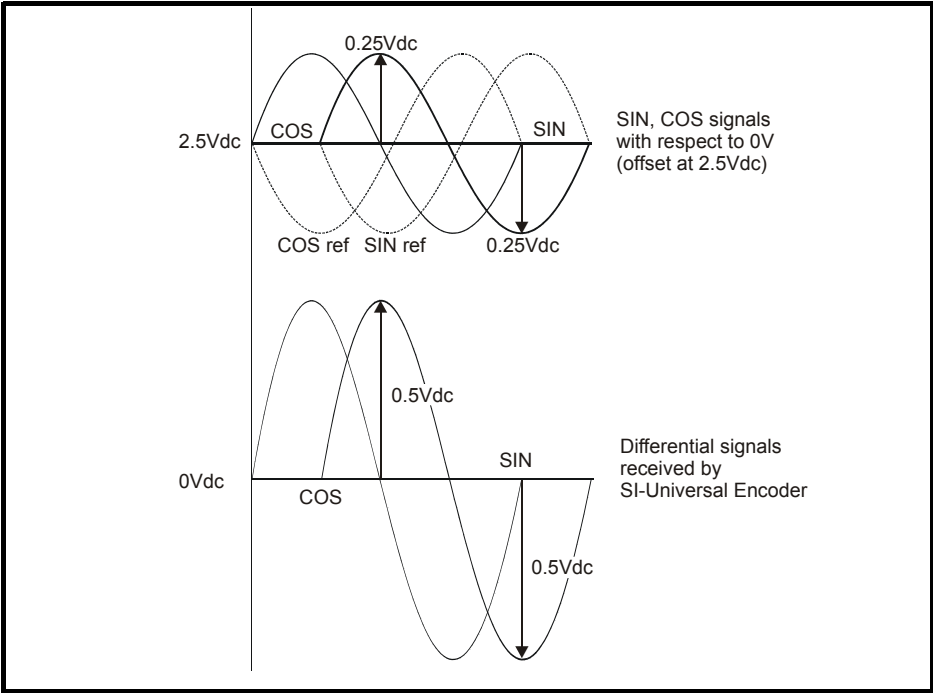 0.25Vdc
COS
SIN
2.5Vdc
SIN, COS signals
with respect to 0V
(offset at 2.5Vdc)
COS ref
SIN ref
0.25Vdc
0.5Vdc
SIN
Differential signals
received by
SI-Universal Encoder
0Vdc
COS
0.5Vdc